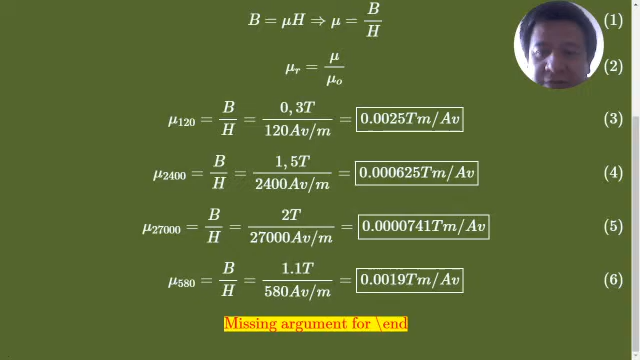 B = μH ⇒ μ = B/H (1)
μ_r = μ/μ_o (2)
μ_120 = B/H = 0,3T/120Av/m = 0.0025Tm/Av (3)
μ_2400 = B/H = 1,5T/2400Av/m = 0.000625Tm/Av (4)
μ_27000 = B/H = 2T/27000Av/m = 0.0000741Tm/Av (5)
μ_580 = B/H = 1.1T/580Av/m = 0.0019Tm/Av (6)
Missing argument for \end